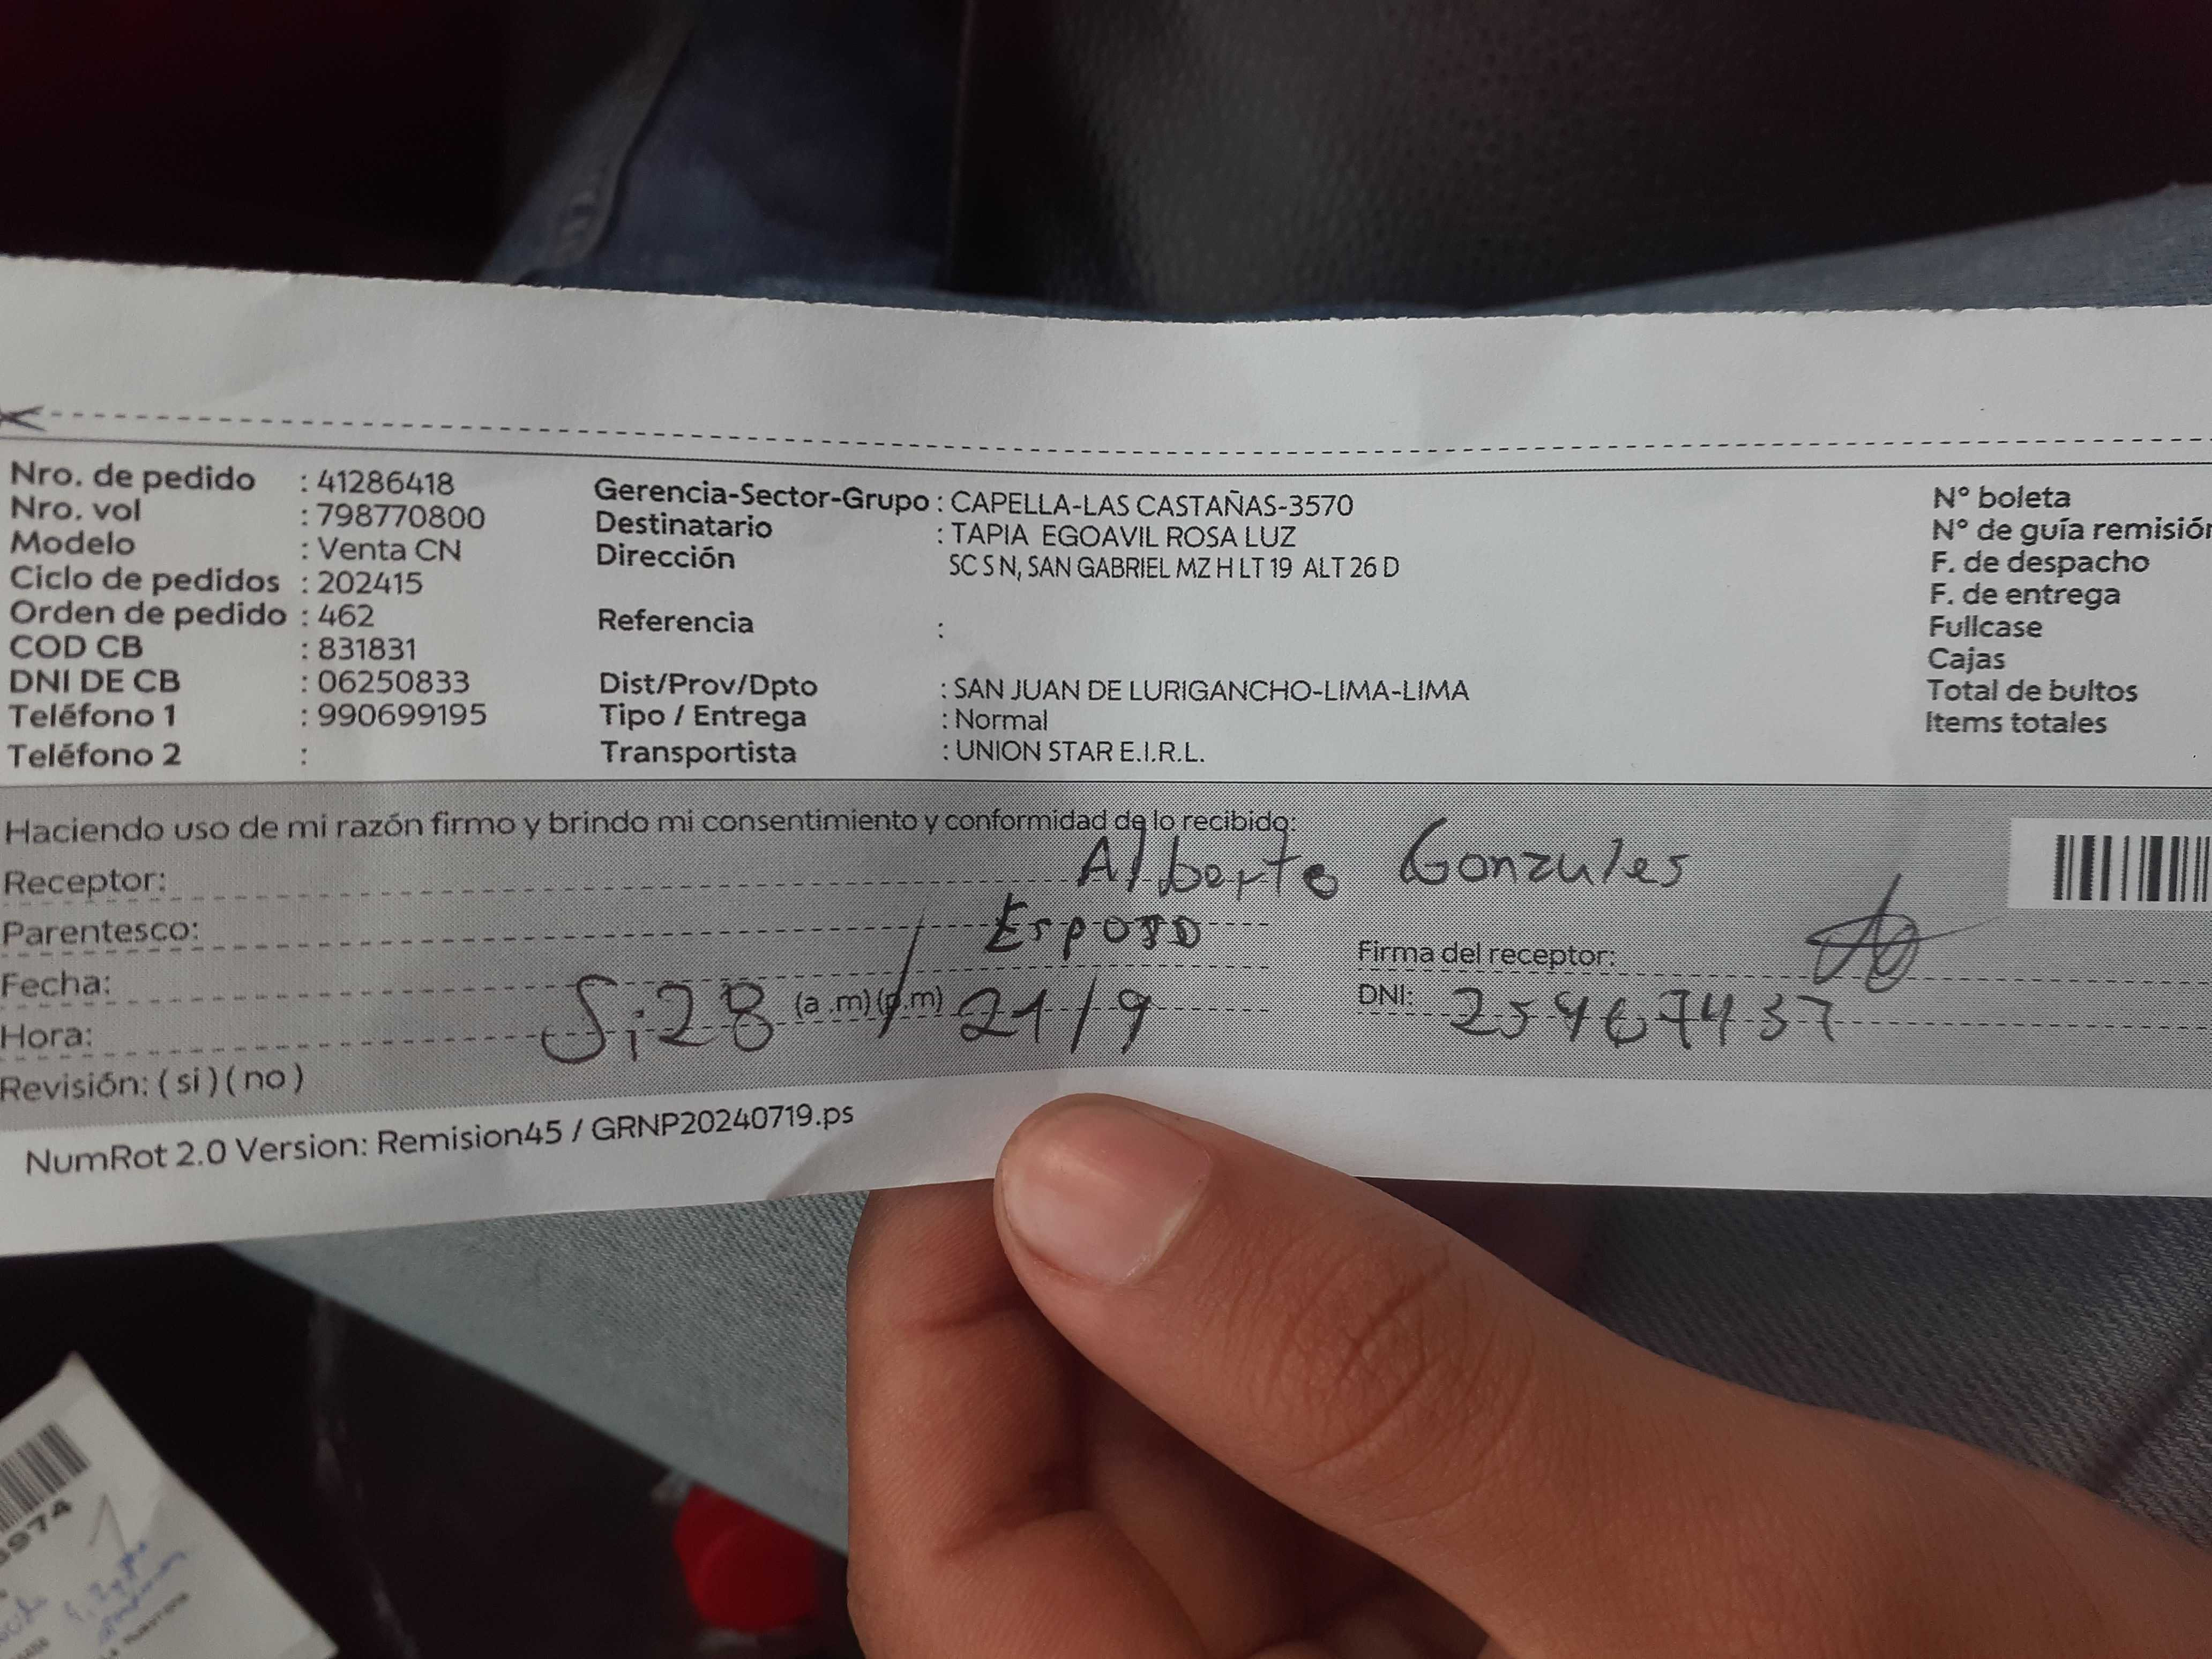 Nro. de pedido : 41286418
Nro. vol : 798770800
Modelo : Venta CN
Ciclo de pedidos : 202415
Orden de pedido : 462
COD CB : 831831
DNI DE CB : 06250833
Teléfono 1 : 990699195
Teléfono 2 :
Gerencia-Sector-Grupo : CAPELLA-LAS CASTAÑAS-3570
Destinatario : TAPIA EGOAVIL ROSA LUZ
Dirección SC S N, SAN GABRIEL MZ H LT 19 ALT 26 D
Referencia :
Dist/Prov/Dpto : SAN JUAN DE LURIGANCHO-LIMA-LIMA
Tipo / Entrega : Normal
Transportista : UNION STAR E.I.R.L.
N° boleta
N° de guía remisión
F. de despacho
F. de entrega
Fullcase
Cajas
Total de bultos
Items totales
Haciendo uso de mi razón firmo y brindo mi consentimiento y conformidad de lo recibido:
Receptor: Alberto Gonzules
Parentesco: Esposo
Fecha: 21/9
Hora: 5:28 (a .m) (p.m)
Revisión: ( si ) ( no )
Firma del receptor:
DNI: 259467437
NumRot 2.0 Version: Remision45 / GRNP20240719.ps